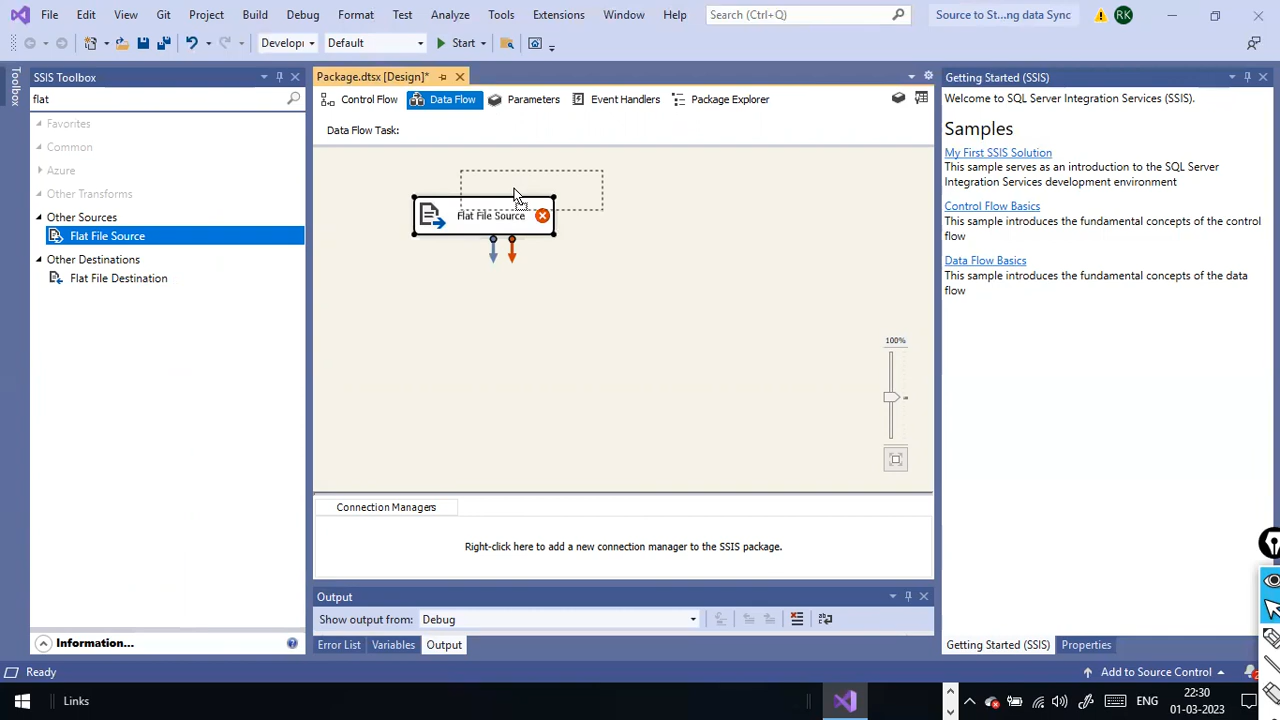 File Edit View Git Project Build Debug Format Test Analyze Tools Extensions Window Help Search (Ctrl+Q) Source to St...ng data Sync RK
Developi Default Start
Toolbox
SSIS Toolbox
flat
Favorites
Common
Azure
Other Transforms
Other Sources
Flat File Source
Other Destinations
Flat File Destination
Information...
Package.dtsx [Design]*
Control Flow Data Flow Parameters Event Handlers Package Explorer
Data Flow Task:
Flat File Source
100%
Connection Managers
Right-click here to add a new connection manager to the SSIS package.
Output
Show output from: Debug
Error List Variables Output
Getting Started (SSIS)
Welcome to SQL Server Integration Services (SSIS).
Samples
My First SSIS Solution
This sample serves as an introduction to the SQL Server
Integration Services development environment
Control Flow Basics
This sample introduces the fundamental concepts of the control
flow
Data Flow Basics
This sample introduces the fundamental concepts of the data
flow
Getting Started (SSIS) Properties
Ready Add to Source Control
Links ENG 22:30
01-03-2023